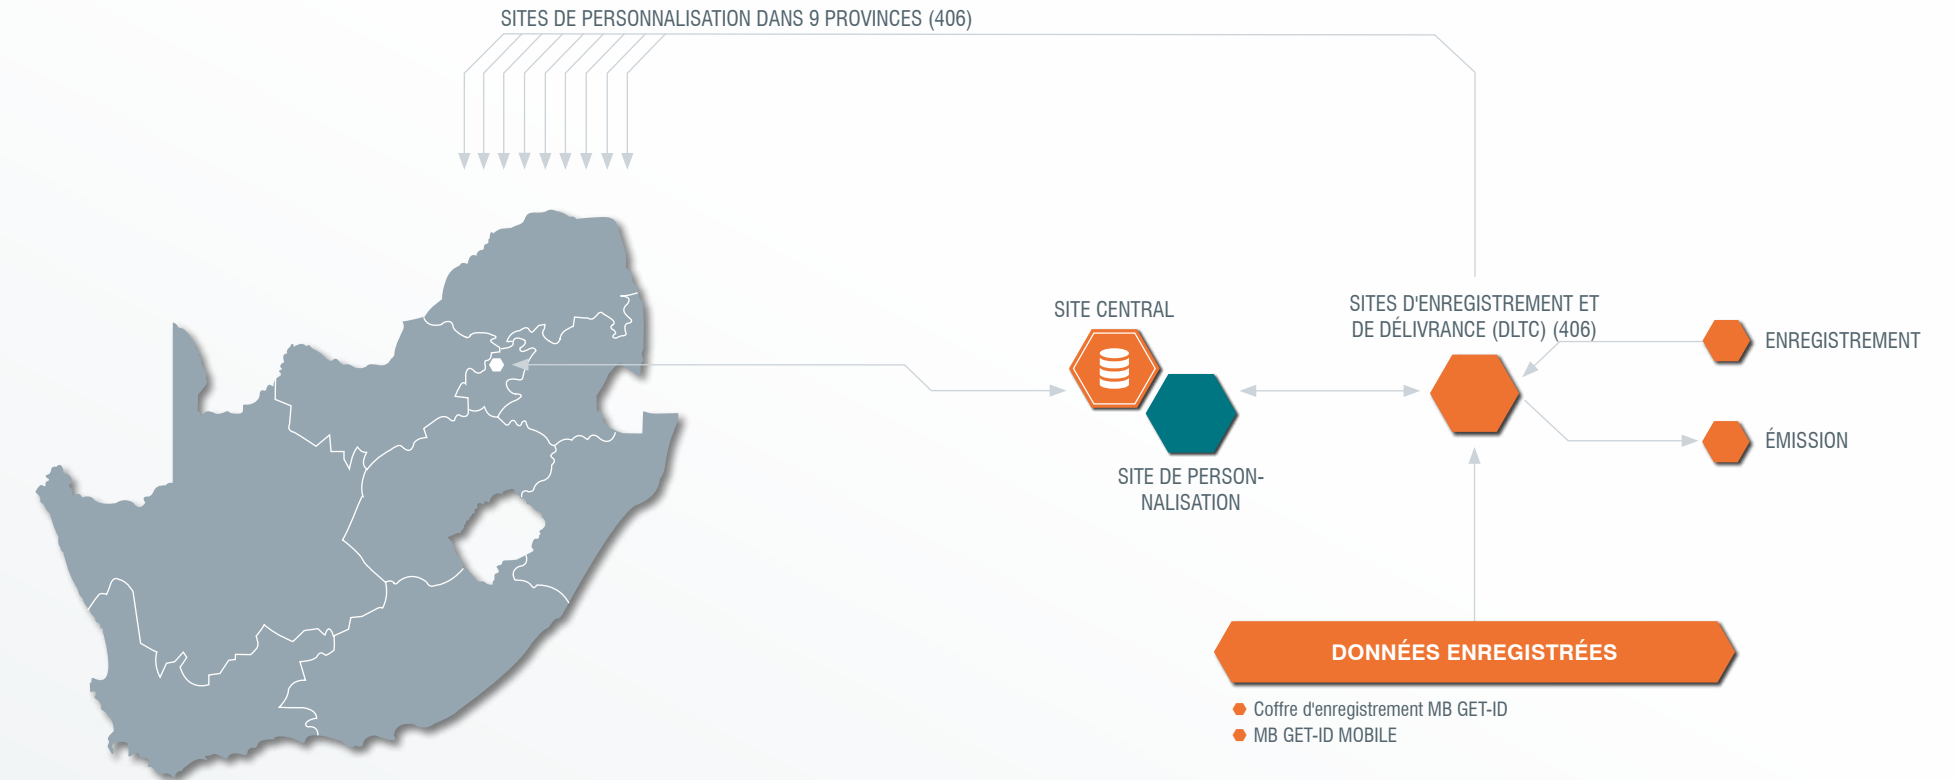 SITES DE PERSONNALISATION DANS 9 PROVINCES (406)
SITE CENTRAL
SITE DE PERSON-
NALISATION
SITES D'ENREGISTREMENT ET
DE DÉLIVRANCE (DLTC) (406)
ENREGISTREMENT
ÉMISSION
DONNÉES ENREGISTRÉES
Coffre d'enregistrement MB GET-ID
MB GET-ID MOBILE